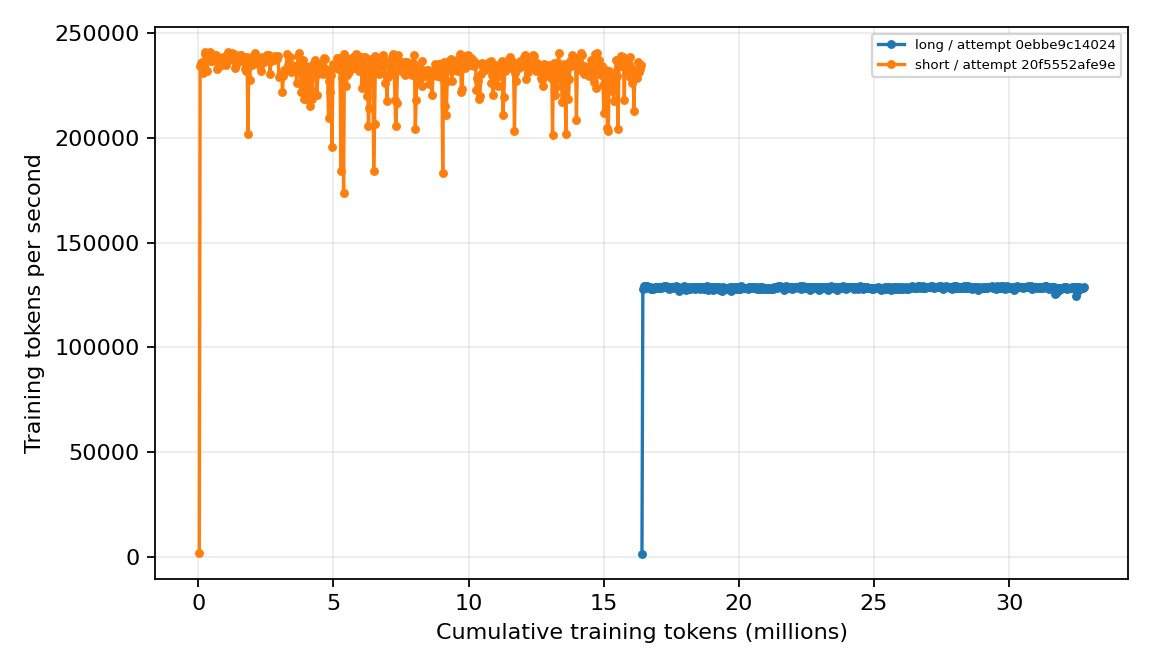 250000
200000
150000
100000
50000
0
Training tokens per second
long / attempt 0ebbe9c14024
short / attempt 20f5552afe9e
0 5 10 15 20 25 30
Cumulative training tokens (millions)